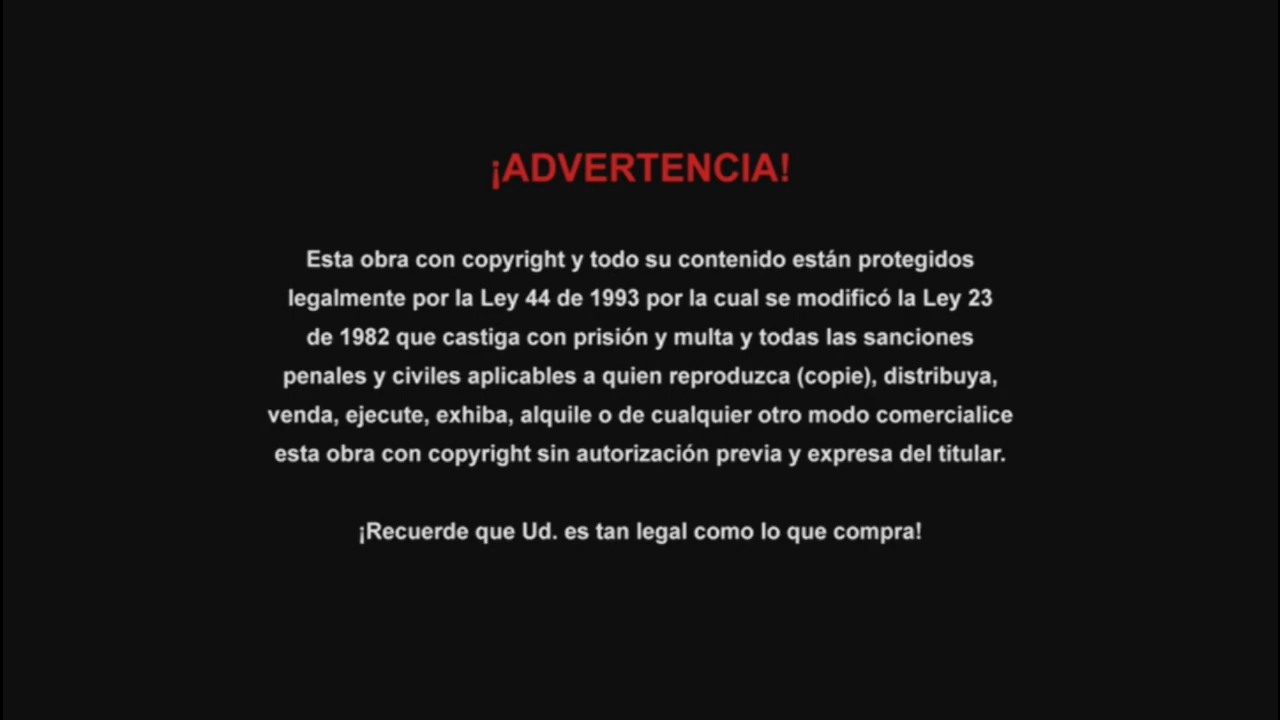 ¡ADVERTENCIA!
Esta obra con copyright y todo su contenido están protegidos
legalmente por la Ley 44 de 1993 por la cual se modificó la Ley 23
de 1982 que castiga con prisión y multa y todas las sanciones
penales y civiles aplicables a quien reproduzca (copie), distribuya,
venda, ejecute, exhiba, alquile o de cualquier otro modo comercialice
esta obra con copyright sin autorización previa y expresa del titular.
¡Recuerde que Ud. es tan legal como lo que compra!